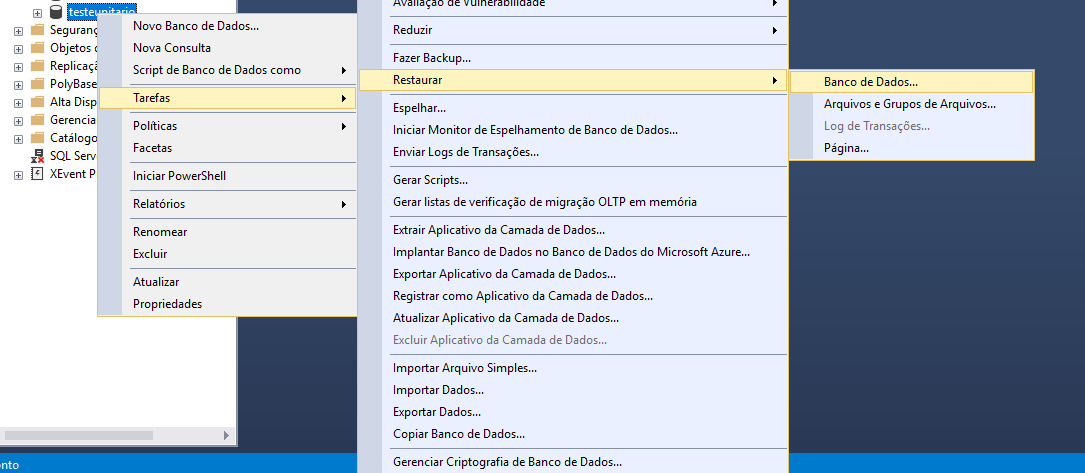 testeunitario
Seguranç
Objetos d
Replicaçã
PolyBase
Alta Disp
Gerencia
Catálogo
SQL Serv
XEvent P
Novo Banco de Dados...
Nova Consulta
Script de Banco de Dados como
Tarefas
Políticas
Facetas
Iniciar PowerShell
Relatórios
Renomear
Excluir
Atualizar
Propriedades
Avaliação de Vulnerabilidade
Reduzir
Fazer Backup...
Restaurar
Espelhar...
Iniciar Monitor de Espelhamento de Banco de Dados...
Enviar Logs de Transações...
Gerar Scripts...
Gerar listas de verificação de migração OLTP em memória
Extrair Aplicativo da Camada de Dados...
Implantar Banco de Dados no Banco de Dados do Microsoft Azure...
Exportar Aplicativo da Camada de Dados...
Registrar como Aplicativo da Camada de Dados...
Atualizar Aplicativo da Camada de Dados...
Excluir Aplicativo da Camada de Dados...
Importar Arquivo Simples...
Importar Dados...
Exportar Dados...
Copiar Banco de Dados...
Gerenciar Criptografia de Banco de Dados...
Banco de Dados...
Arquivos e Grupos de Arquivos...
Log de Transações...
Página...
onto